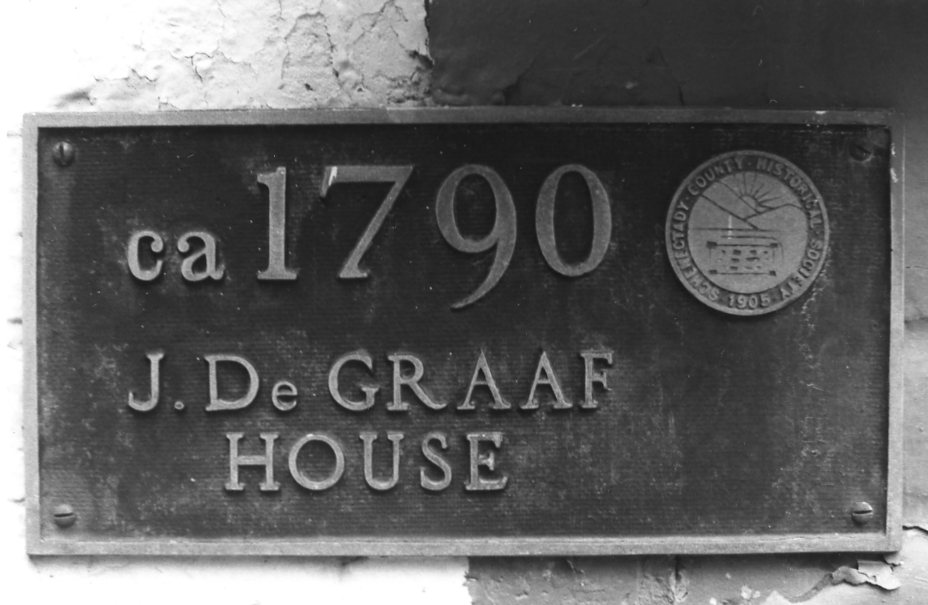 ca 1790
SCHENECTADY · COUNTY · HISTORICAL SOCIETY
1905
J. De GRAAF
HOUSE